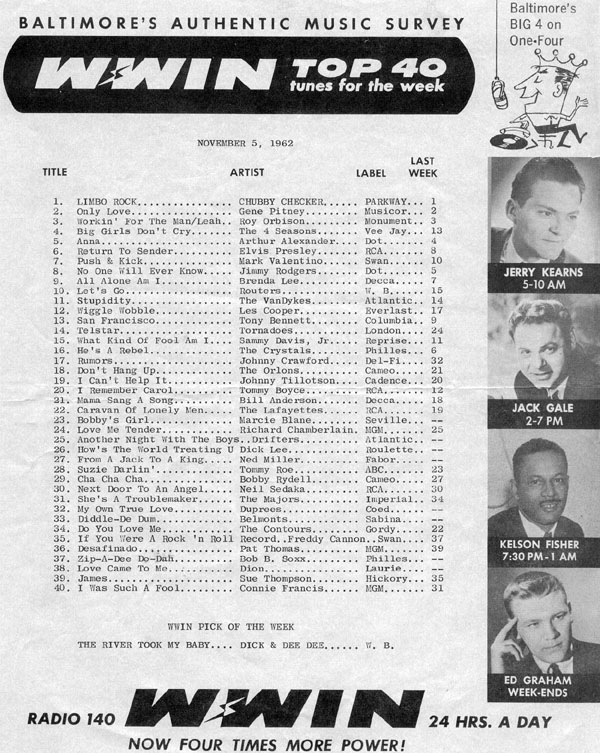 BALTIMORE'S AUTHENTIC MUSIC SURVEY
WWIN TOP 40
tunes for the week
Baltimore's
BIG 4 on
One-Four
NOVEMBER 5, 1962
TITLE ARTIST LABEL LAST WEEK
1. LIMBO ROCK............... CHUBBY CHECKER..... PARKWAY... 1
2. Only Love................ Gene Pitney........ Musicor... 2
3. Workin' For The Man/Leah.. Roy Orbison....... Monument.. 3
4. Big Girls Don't Cry...... The 4 Seasons..... Vee Jay... 13
5. Anna..................... Arthur Alexander.... Dot....... 4
6. Return To Sender......... Elvis Presley...... RCA....... 8
7. Push & Kick.............. Mark Valentino..... Swan...... 10
8. No One Will Ever Know.... Jimmy Rodgers...... Dot....... 5
9. All Alone Am I........... Brenda Lee......... Decca..... 7
10. Let's Go................. Routers............ W. B...... 15
11. Stupidity................ The VanDykes....... Atlantic.. 14
12. Wiggle Wobble............ Les Cooper......... Everlast.. 17
13. San Francisco............ Tony Bennett....... Columbia.. 9
14. Telstar.................. Tornadoes.......... London.... 24
15. What Kind Of Fool Am I... Sammy Davis, Jr.... Reprise... 11
16. He's A Rebel............. The Crystals....... Philles... 6
17. Rumors................... Johnny Crawford.... Del-Fi.... 32
18. Don't Hang Up............ The Orlons......... Cameo..... 21
19. I Can't Help It.......... Johnny Tillotson... Cadence... 20
20. I Remember Carol......... Tommy Boyce........ RCA....... 12
21. Mama Sang A Song......... Bill Anderson...... Decca..... 18
22. Caravan Of Lonely Men.... The Lafayettes..... RCA....... 19
23. Bobby's Girl............. Marcie Blane....... Seville... --
24. Love Me Tender........... Richard Chamberlain. MGM...... 25
25. Another Night With The Boys..Drifters........ Atlantic.. --
26. How's The World Treating U Dick Lee.......... Roulette.. --
27. From A Jack To A King.... Ned Miller......... Fabor..... --
28. Suzie Darlin'............ Tommy Roe.......... ABC....... 23
29. Cha Cha Cha.............. Bobby Rydell....... Cameo..... 27
30. Next Door To An Angel.... Neil Sedaka........ RCA....... 30
31. She's A Troublemaker..... The Majors......... Imperial.. 34
32. My Own True Love......... Duprees............ Coed...... --
33. Diddle-De Dum............ Belmonts........... Sabina.... --
34. Do You Love Me........... The Contours....... Gordy..... 22
35. If You Were A Rock 'n Roll Record..Freddy Cannon..Swan..... 37
36. Desafinado............... Pat Thomas......... MGM....... 39
37. Zip-A-Dee Do-Dah......... Bob B. Soxx........ Philles... --
38. Love Came To Me.......... Dion............... Laurie.... --
39. James.................... Sue Thompson....... Hickory... 35
40. I Was Such A Fool........ Connie Francis..... MGM....... 31
WWIN PICK OF THE WEEK
THE RIVER TOOK MY BABY.... DICK & DEE DEE...... W. B.
JERRY KEARNS
5-10 AM
JACK GALE
2-7 PM
KELSON FISHER
7:30 PM-1 AM
ED GRAHAM
WEEK-ENDS
RADIO 140 WWIN 24 HRS. A DAY
NOW FOUR TIMES MORE POWER!